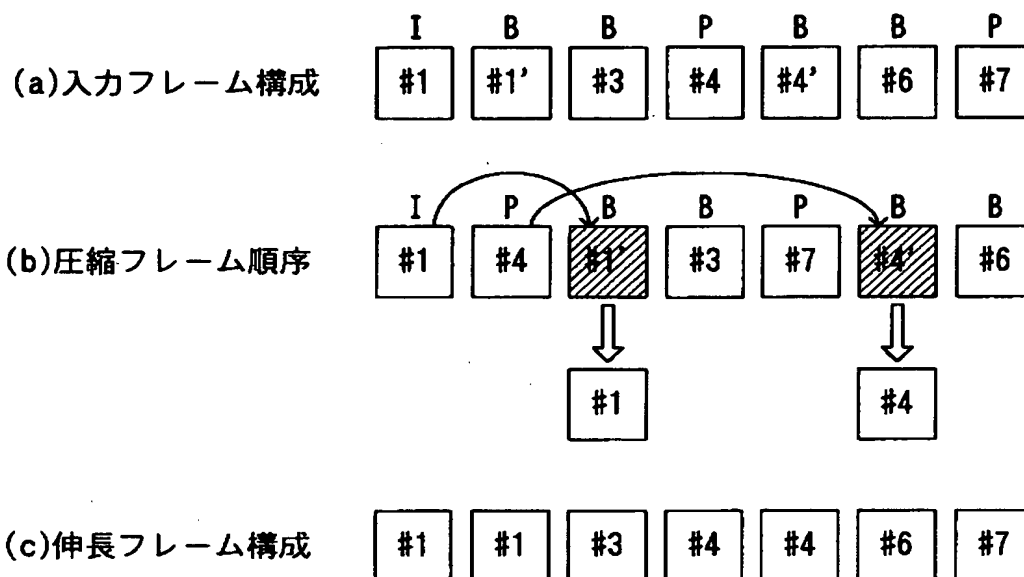 I B B P B B P
(a)入力フレーム構成 #1 #1' #3 #4 #4' #6 #7
I P B B P B B
(b)圧縮フレーム順序 #1 #4 #1' #3 #7 #4' #6
#1 #4
(c)伸長フレーム構成 #1 #1 #3 #4 #4 #6 #7